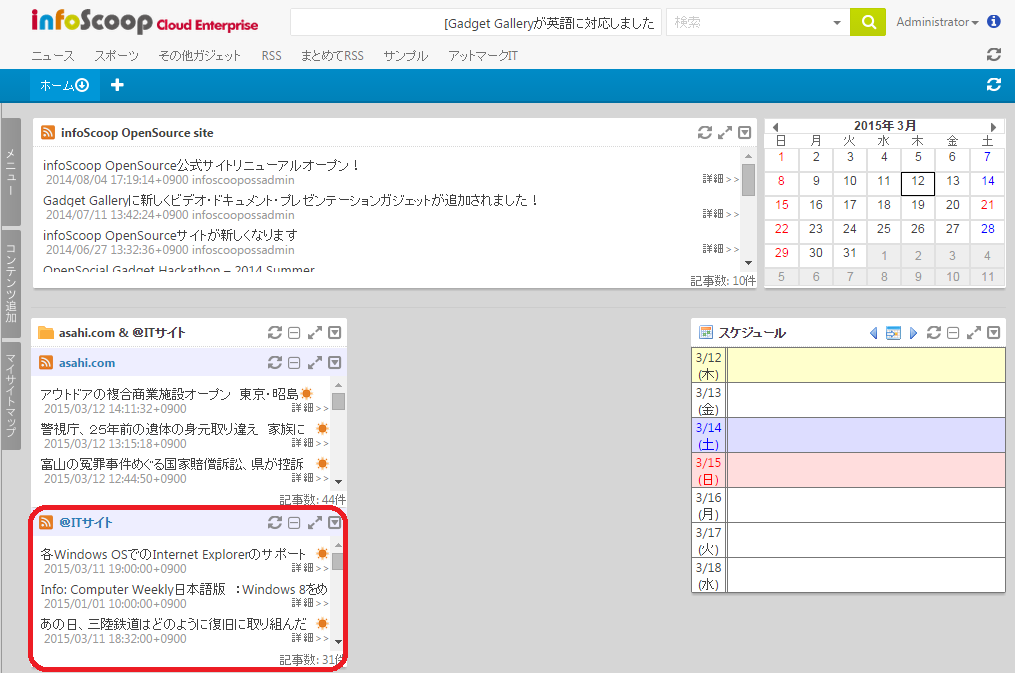 infoScoop Cloud Enterprise
[Gadget Galleryが英語に対応しました
検索
Administrator
ニュース スポーツ その他ガジェット RSS まとめてRSS サンプル アットマークIT
ホーム
メニュー
コンテンツ追加
マイサイトマップ
infoScoop OpenSource site
infoScoop OpenSource公式サイトリニューアルオープン！
2014/08/04 17:19:14+0900 infoscoopossadmin
詳細>>
Gadget Galleryに新しくビデオ・ドキュメント・プレゼンテーションガジェットが追加されました！
2014/07/11 13:42:24+0900 infoscoopossadmin
詳細>>
infoScoop OpenSourceサイトが新しくなります
2014/06/27 13:32:36+0900 infoscoopossadmin
詳細>>
OpenSocial Gadget Hackathon – 2014 Summer
記事数: 10件
2015年 3月
日 月 火 水 木 金 土
1 2 3 4 5 6 7
8 9 10 11 12 13 14
15 16 17 18 19 20 21
22 23 24 25 26 27 28
29 30 31 1 2 3 4
5 6 7 8 9 10 11
asahi.com & @ITサイト
asahi.com
アウトドアの複合商業施設オープン　東京・昭島
2015/03/12 14:11:32+0900
詳細>>
警視庁、25年前の遺体の身元取り違え　家族に
2015/03/12 13:15:18+0900
詳細>>
富山の冤罪事件めぐる国家賠償訴訟、県が控訴
2015/03/12 12:44:50+0900
詳細>>
記事数: 44件
@ITサイト
各Windows OSでのInternet Explorerのサポート
2015/03/11 19:00:00+0900
詳細>>
Info: Computer Weekly日本語版　：Windows 8をめ
2015/01/01 10:00:00+0900
詳細>>
あの日、三陸鉄道はどのように復旧に取り組んだ
2015/03/11 18:32:00+0900
詳細>>
記事数: 31件
スケジュール
3/12
(木)
3/13
(金)
3/14
(土)
3/15
(日)
3/16
(月)
3/17
(火)
3/18
(水)